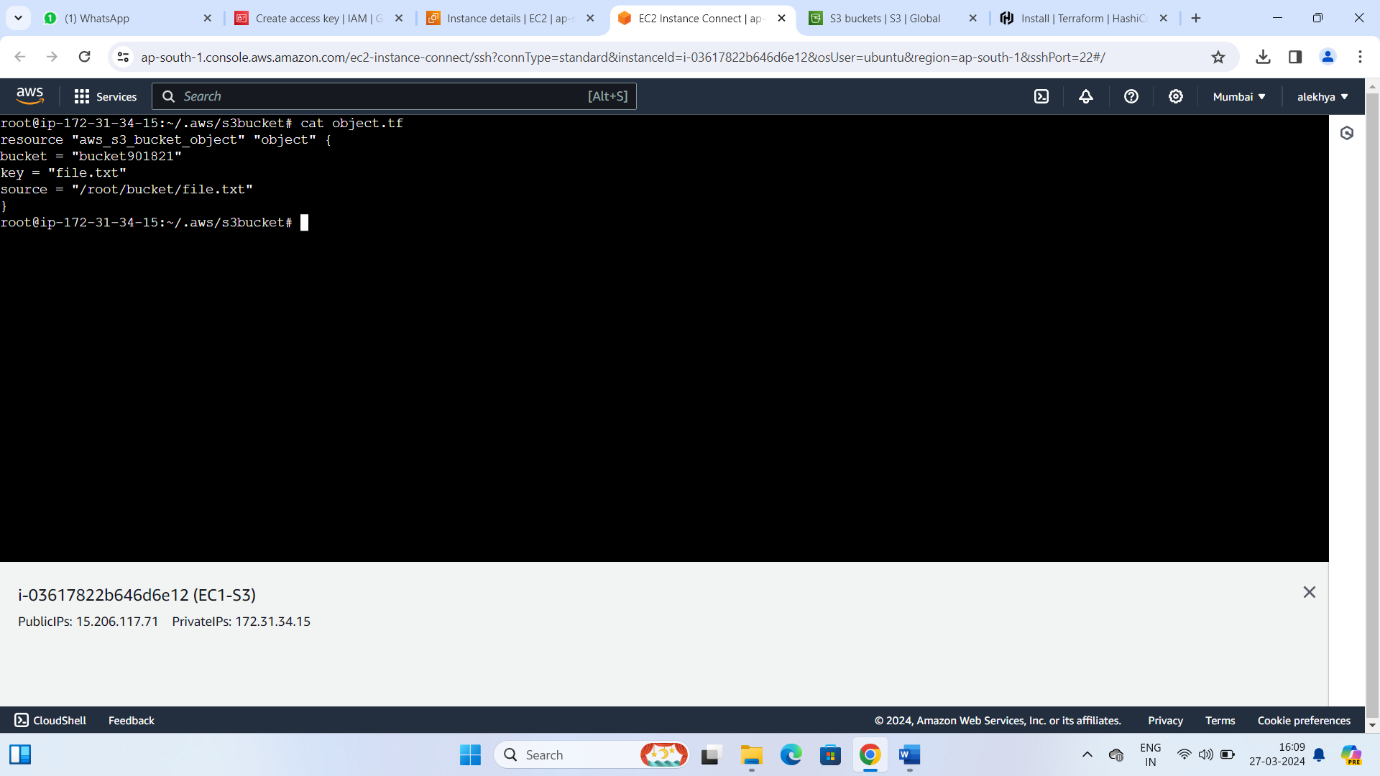 (1) WhatsApp
Create access key | IAM | G
Instance details | EC2 | ap-s
EC2 Instance Connect | ap-
S3 buckets | S3 | Global
Install | Terraform | HashiC
ap-south-1.console.aws.amazon.com/ec2-instance-connect/ssh?connType=standard&instanceId=i-03617822b646d6e12&osUser=ubuntu&region=ap-south-1&sshPort=22#/
aws Services Search [Alt+S] Mumbai alekhya
root@ip-172-31-34-15:~/.aws/s3bucket# cat object.tf
resource "aws_s3_bucket_object" "object" {
bucket = "bucket901821"
key = "file.txt"
source = "/root/bucket/file.txt"
}
root@ip-172-31-34-15:~/.aws/s3bucket#
i-03617822b646d6e12 (EC1-S3)
PublicIPs: 15.206.117.71 PrivateIPs: 172.31.34.15
CloudShell Feedback © 2024, Amazon Web Services, Inc. or its affiliates. Privacy Terms Cookie preferences
Search
ENG
IN
16:09
27-03-2024
PRE